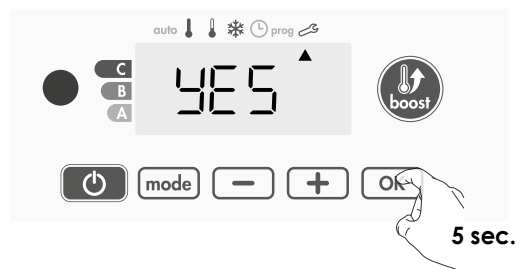 auto prog
C
B
A
YES
boost
mode - + OK
5 sec.